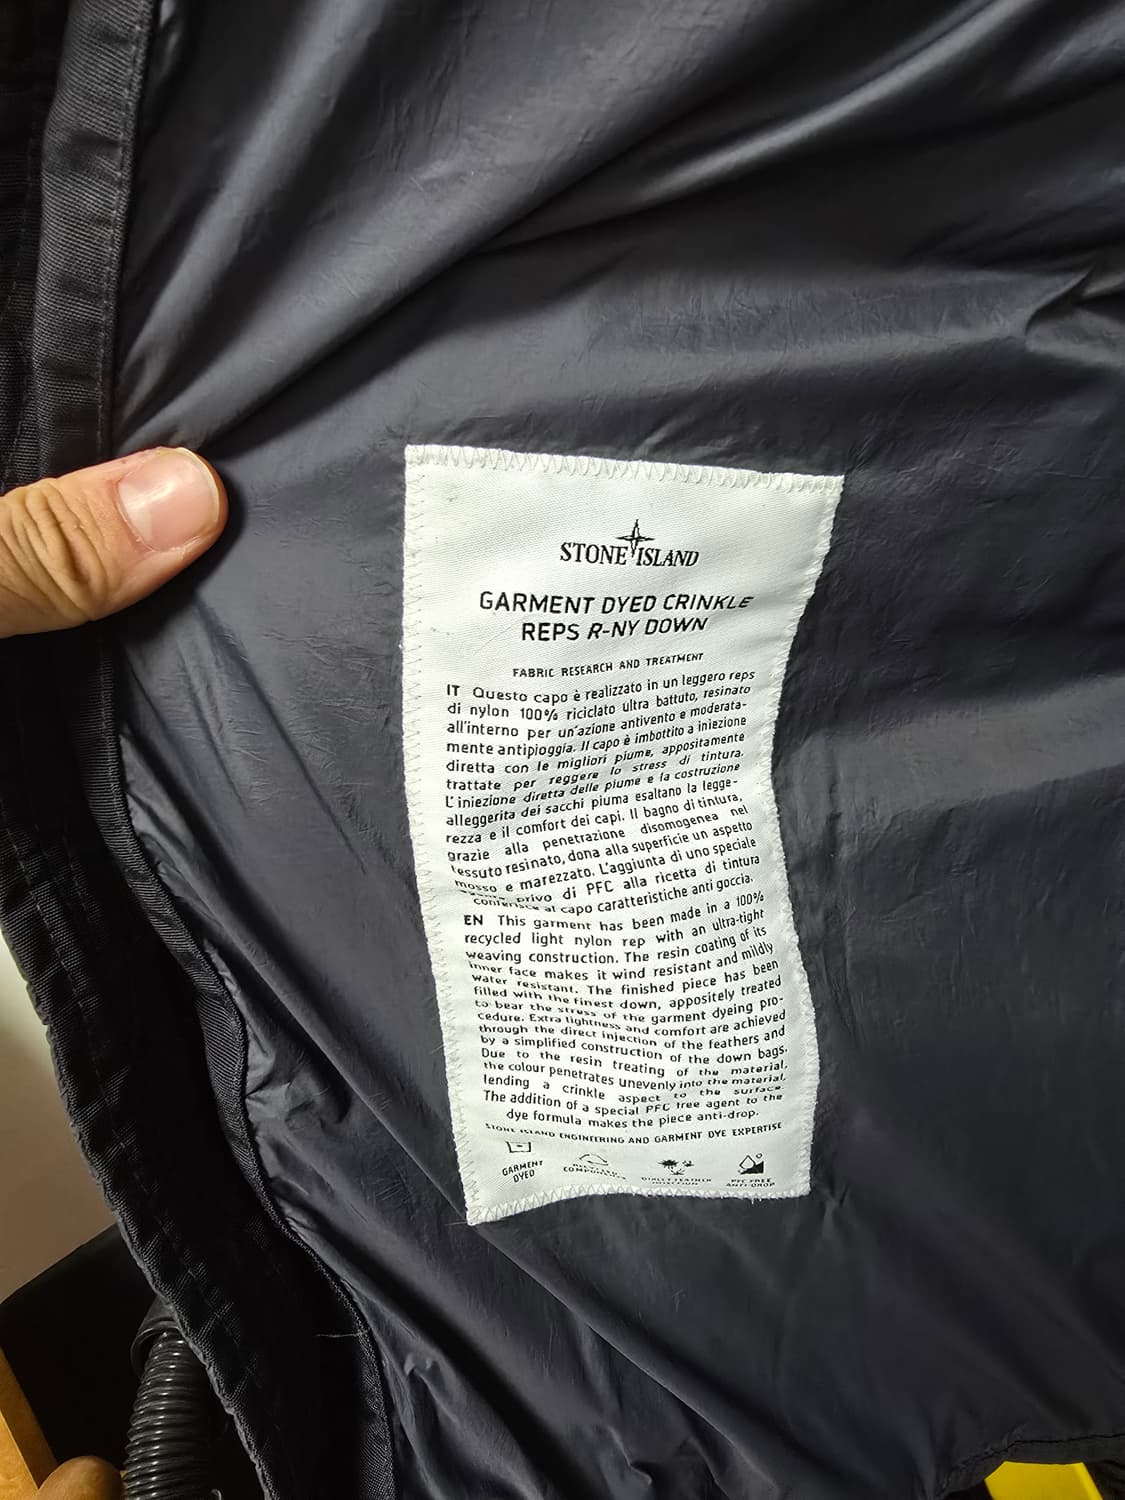 STONE ISLAND
GARMENT DYED CRINKLE
REPS R-NY DOWN
FABRIC RESEARCH AND TREATMENT
IT Questo capo è realizzato in un leggero reps
di nylon 100% riciclato ultra battuto, resinato
all'interno per un'azione antivento e moderata-
mente antipioggia. Il capo è imbottito a iniezione
diretta con le migliori piume, appositamente
trattate per reggere lo stress di tintura.
L'iniezione diretta delle piume e la costruzione
alleggerita dei sacchi piuma esaltano la legge-
rezza e il comfort dei capi. Il bagno di tintura,
grazie alla penetrazione disomogenea nel
tessuto resinato, dona alla superficie un aspetto
mosso e marezzato. L'aggiunta di uno speciale
privo di PFC alla ricetta di tintura
conferisce al capo caratteristiche anti goccia.
EN This garment has been made in a 100%
recycled light nylon rep with an ultra-tight
weaving construction. The resin coating of its
inner face makes it wind resistant and mildly
water resistant. The finished piece has been
filled with the finest down, appositely treated
to bear the stress of the garment dyeing pro-
cedure. Extra lightness and comfort are achieved
through the direct injection of the feathers and
by a simplified construction of the down bags.
Due to the resin treating of the material,
the colour penetrates unevenly into the material,
lending a crinkle aspect to the surface.
The addition of a special PFC free agent to the
dye formula makes the piece anti-drop.
STONE ISLAND ENGINEERING AND GARMENT DYE EXPERTISE
GARMENT
DYED
COMPONENTS
DIRECT FEATHER
INJECTION
PFC FREE
ANTI-DROP